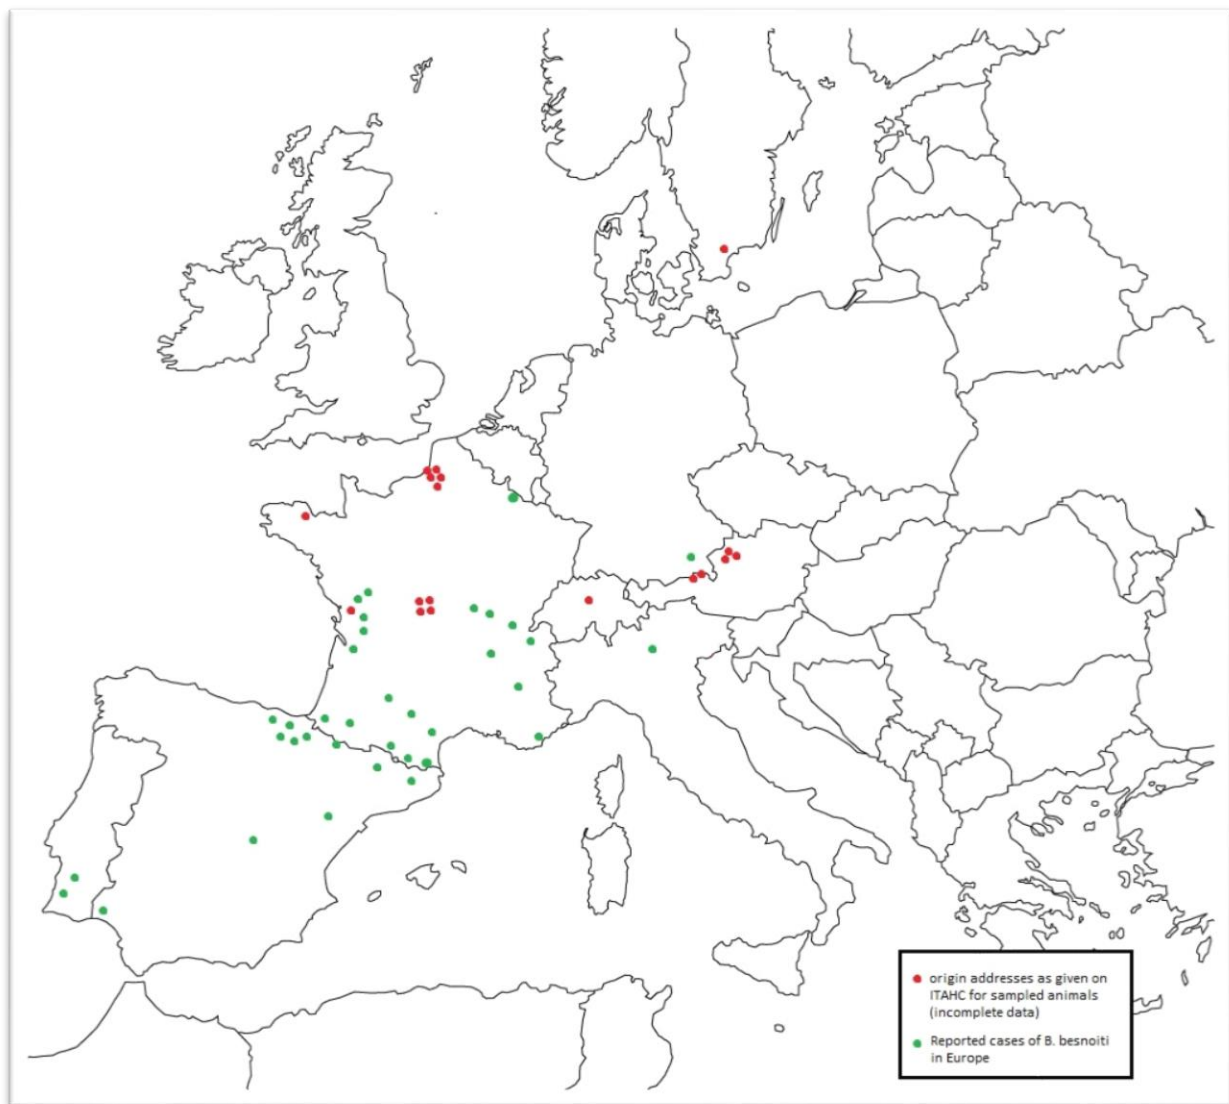 origin addresses as given on
ITAHC for sampled animals
(incomplete data)
Reported cases of B. besnoiti
in Europe